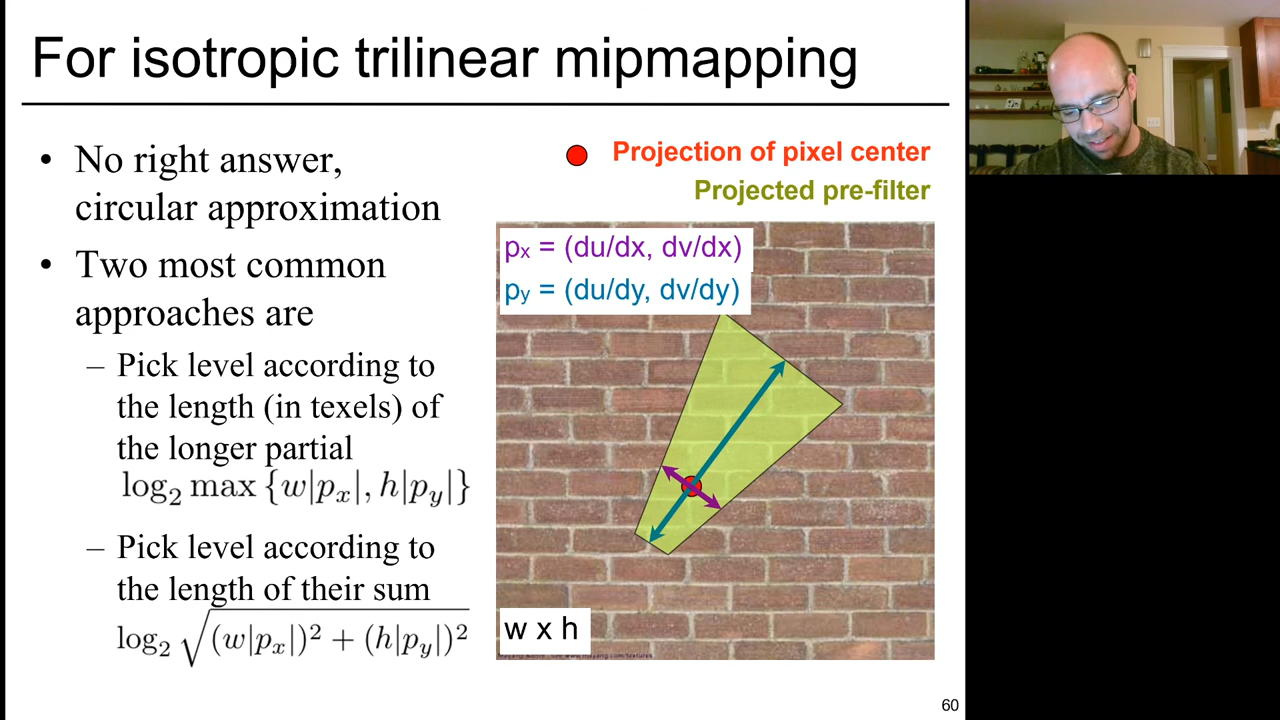 For isotropic trilinear mipmapping
• No right answer,
circular approximation
• Two most common
approaches are
– Pick level according to
the length (in texels) of
the longer partial
log₂ max {w|pₓ|, h|p_y|}
– Pick level according to
the length of their sum
log₂ √(w|pₓ|)² + (h|p_y|)²
Projection of pixel center
Projected pre-filter
pₓ = (du/dx, dv/dx)
p_y = (du/dy, dv/dy)
w x h
60